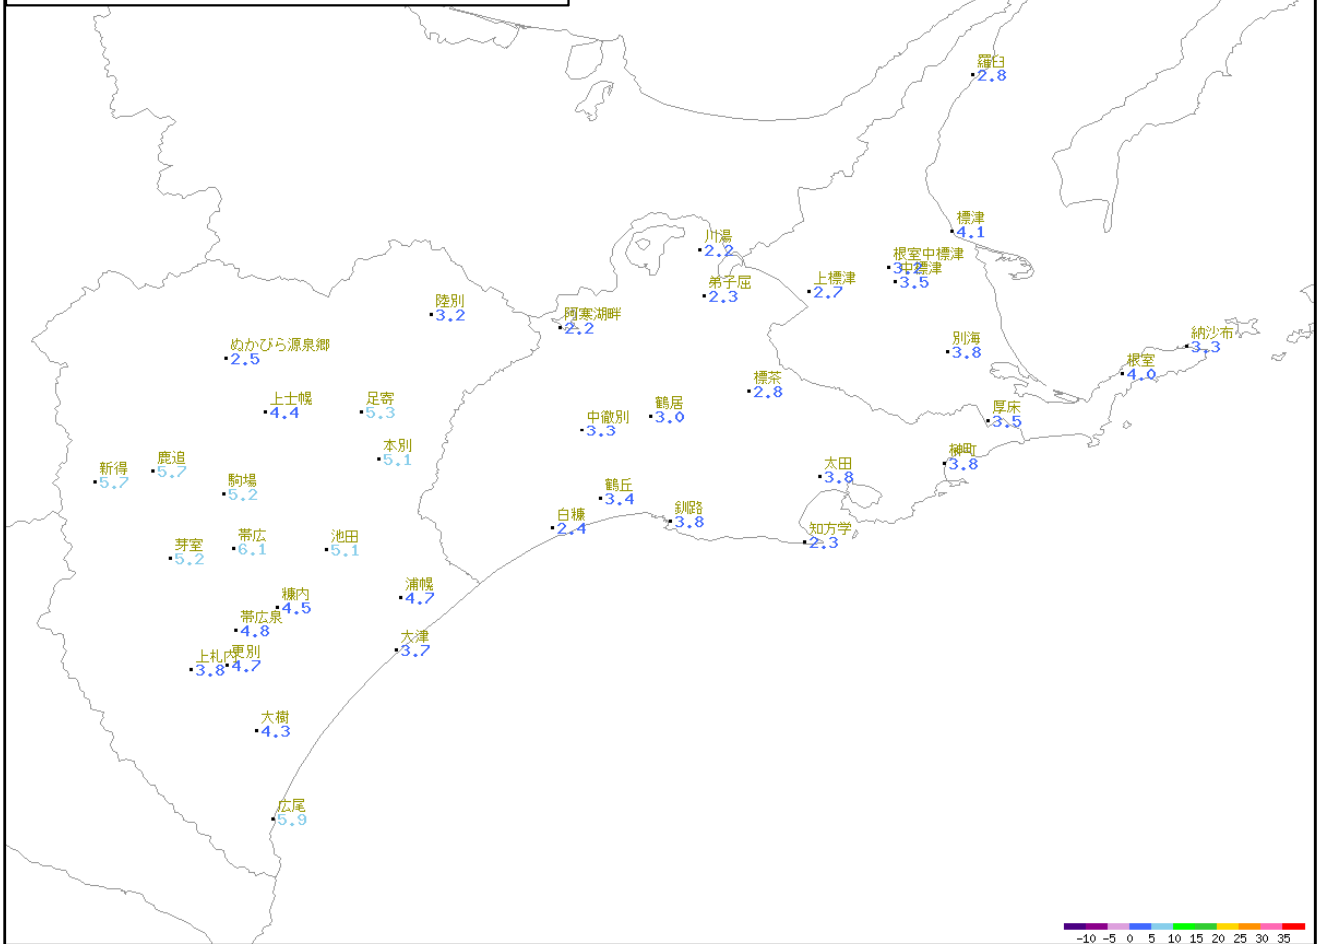 羅臼
2.8
標津
4.1
川湯
2.2
根室中標津
3.2
中標津
3.5
弟子屈
2.3
上標津
2.7
陸別
3.2
阿寒湖畔
2.2
納沙布
3.3
ぬかびら源泉郷
2.5
別海
3.8
根室
4.0
標茶
2.8
上士幌
4.4
足寄
5.3
鶴居
3.0
厚床
3.5
中徹別
3.3
本別
5.1
榊町
3.8
鹿追
5.7
新得
5.7
太田
3.8
駒場
5.2
鶴丘
3.4
釧路
3.8
白糠
2.4
知方学
2.3
帯広
6.1
池田
5.1
芽室
5.2
浦幌
4.7
糠内
4.5
帯広泉
4.8
大津
3.7
更別
4.7
上札内
3.8
大樹
4.3
広尾
5.9
-10 -5 0 5 10 15 20 25 30 35